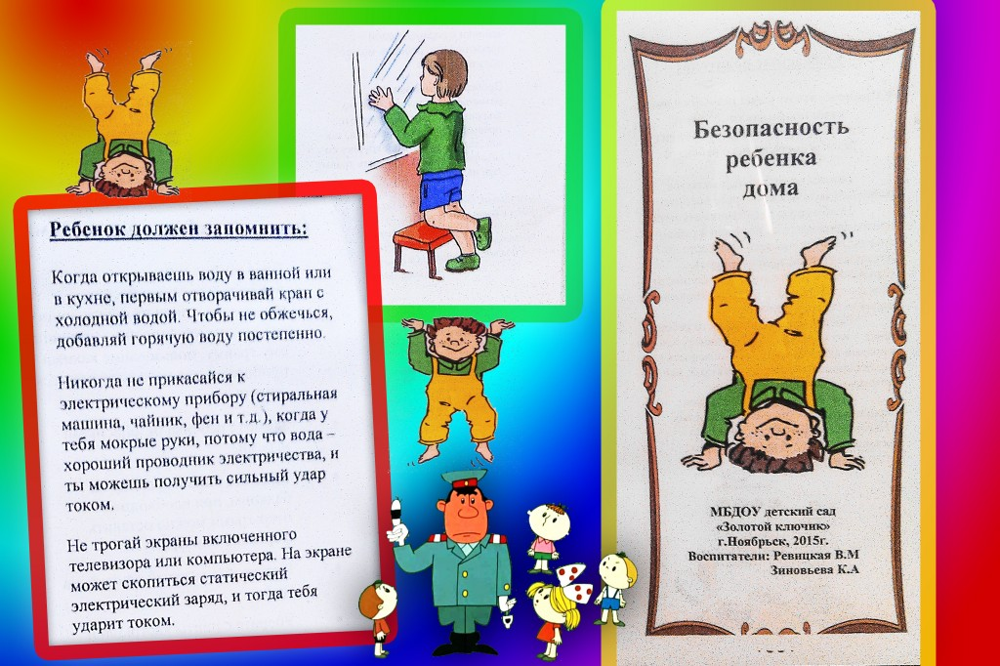 Ребенок должен запомнить:
Когда открываешь воду в ванной или
в кухне, первым отворачивай кран с
холодной водой. Чтобы не обжечься,
добавляй горячую воду постепенно.
Никогда не прикасайся к
электрическому прибору (стиральная
машина, чайник, фен и т.д.), когда у
тебя мокрые руки, потому что вода –
хороший проводник электричества, и
ты можешь получить сильный удар
током.
Не трогай экраны включенного
телевизора или компьютера. На экране
может скопиться статический
электрический заряд, и тогда тебя
ударит током.
Безопасность
ребенка
дома
МБДОУ детский сад
«Золотой ключик»
г.Ноябрьск, 2015г.
Воспитатели: Ревицкая В.М
Зиновьева К.А